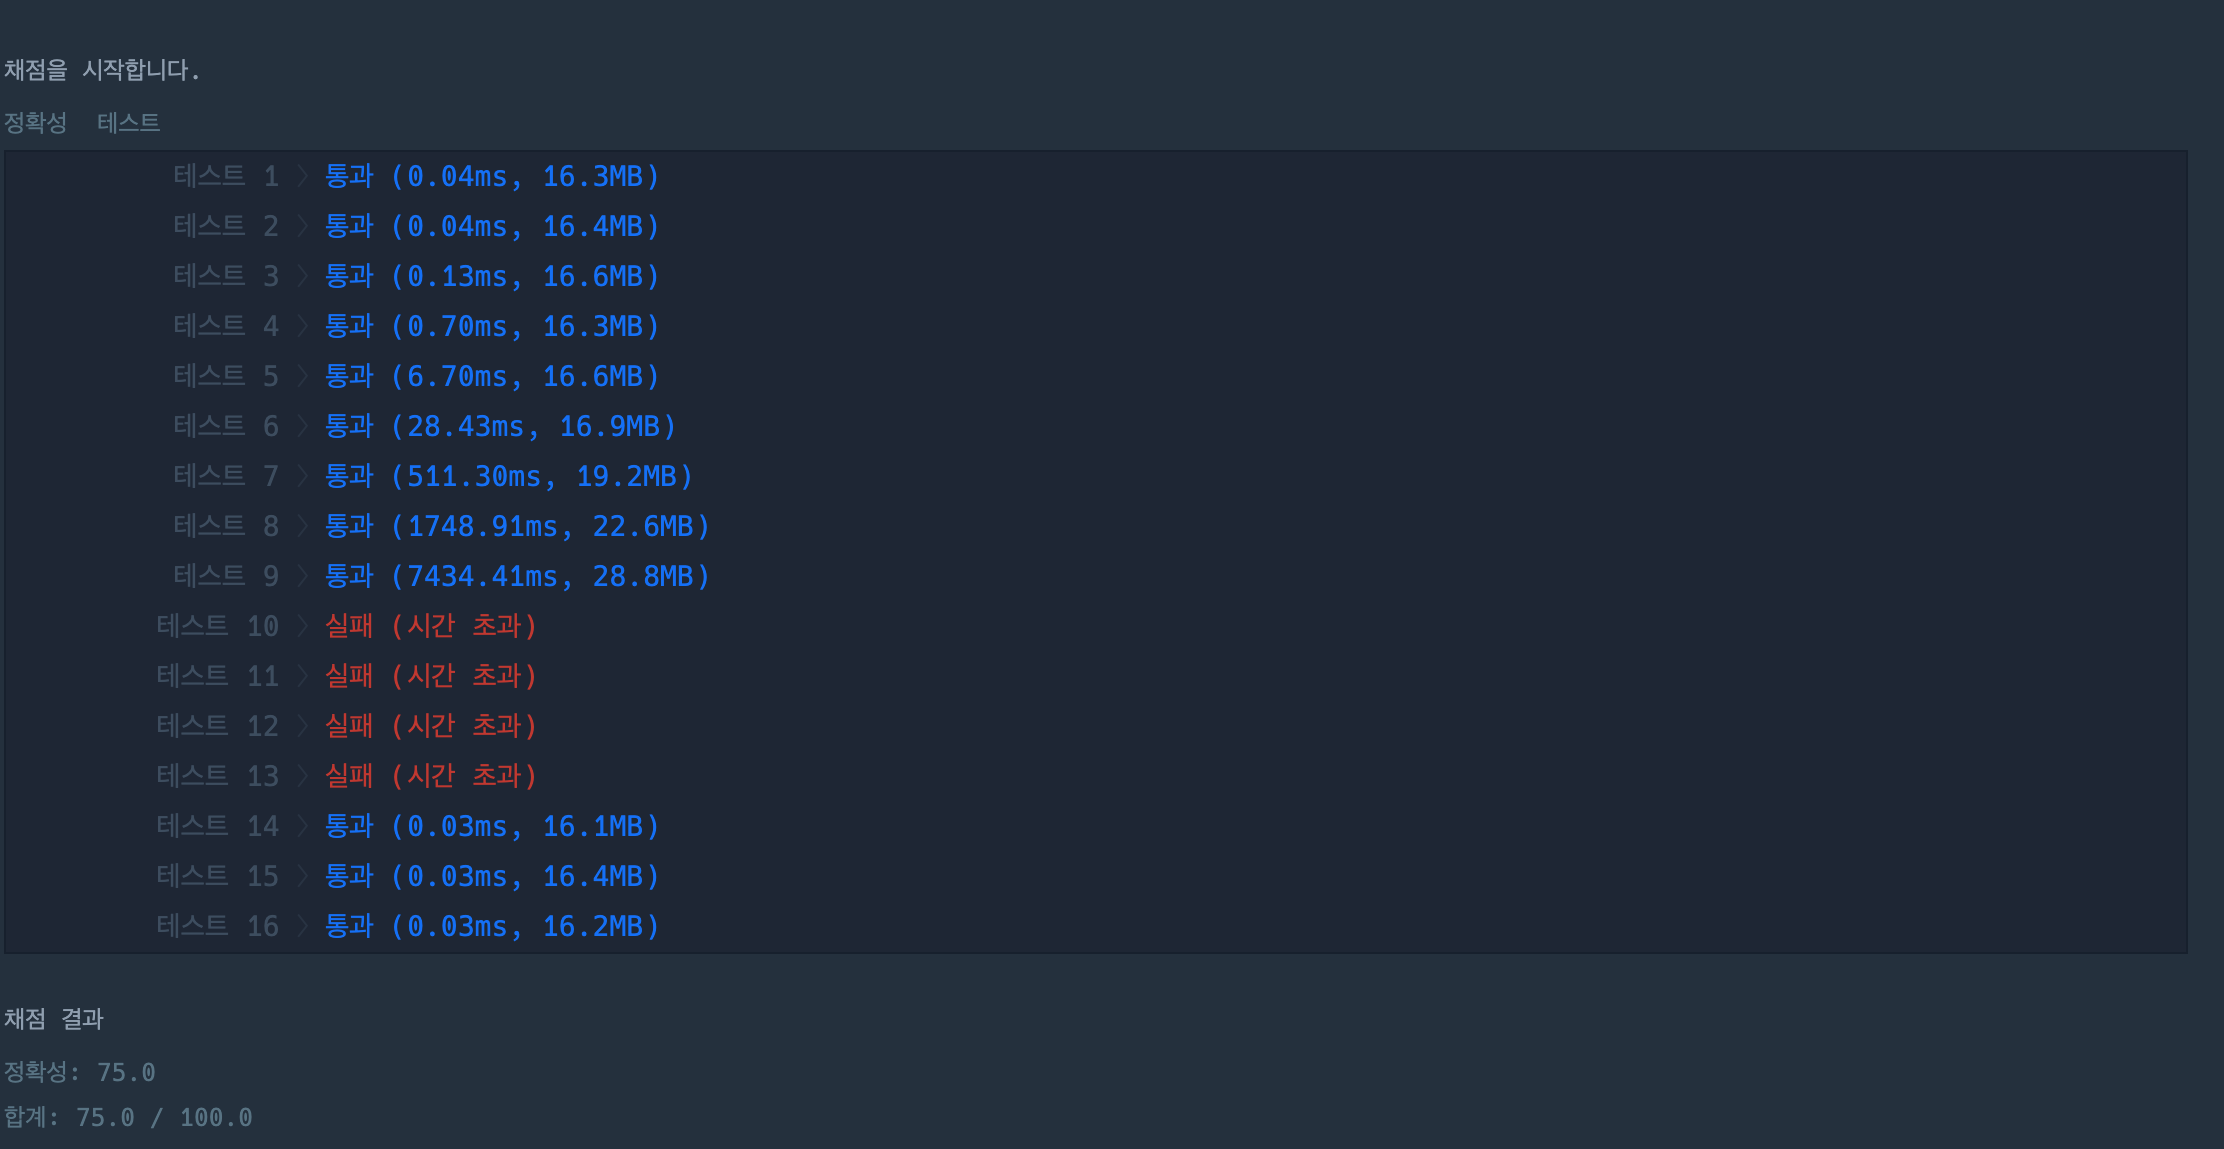 채점을 시작합니다.
정확성 테스트
테스트 1 〉 통과 (0.04ms, 16.3MB)
테스트 2 〉 통과 (0.04ms, 16.4MB)
테스트 3 〉 통과 (0.13ms, 16.6MB)
테스트 4 〉 통과 (0.70ms, 16.3MB)
테스트 5 〉 통과 (6.70ms, 16.6MB)
테스트 6 〉 통과 (28.43ms, 16.9MB)
테스트 7 〉 통과 (511.30ms, 19.2MB)
테스트 8 〉 통과 (1748.91ms, 22.6MB)
테스트 9 〉 통과 (7434.41ms, 28.8MB)
테스트 10 〉 실패 (시간 초과)
테스트 11 〉 실패 (시간 초과)
테스트 12 〉 실패 (시간 초과)
테스트 13 〉 실패 (시간 초과)
테스트 14 〉 통과 (0.03ms, 16.1MB)
테스트 15 〉 통과 (0.03ms, 16.4MB)
테스트 16 〉 통과 (0.03ms, 16.2MB)
채점 결과
정확성: 75.0
합계: 75.0 / 100.0